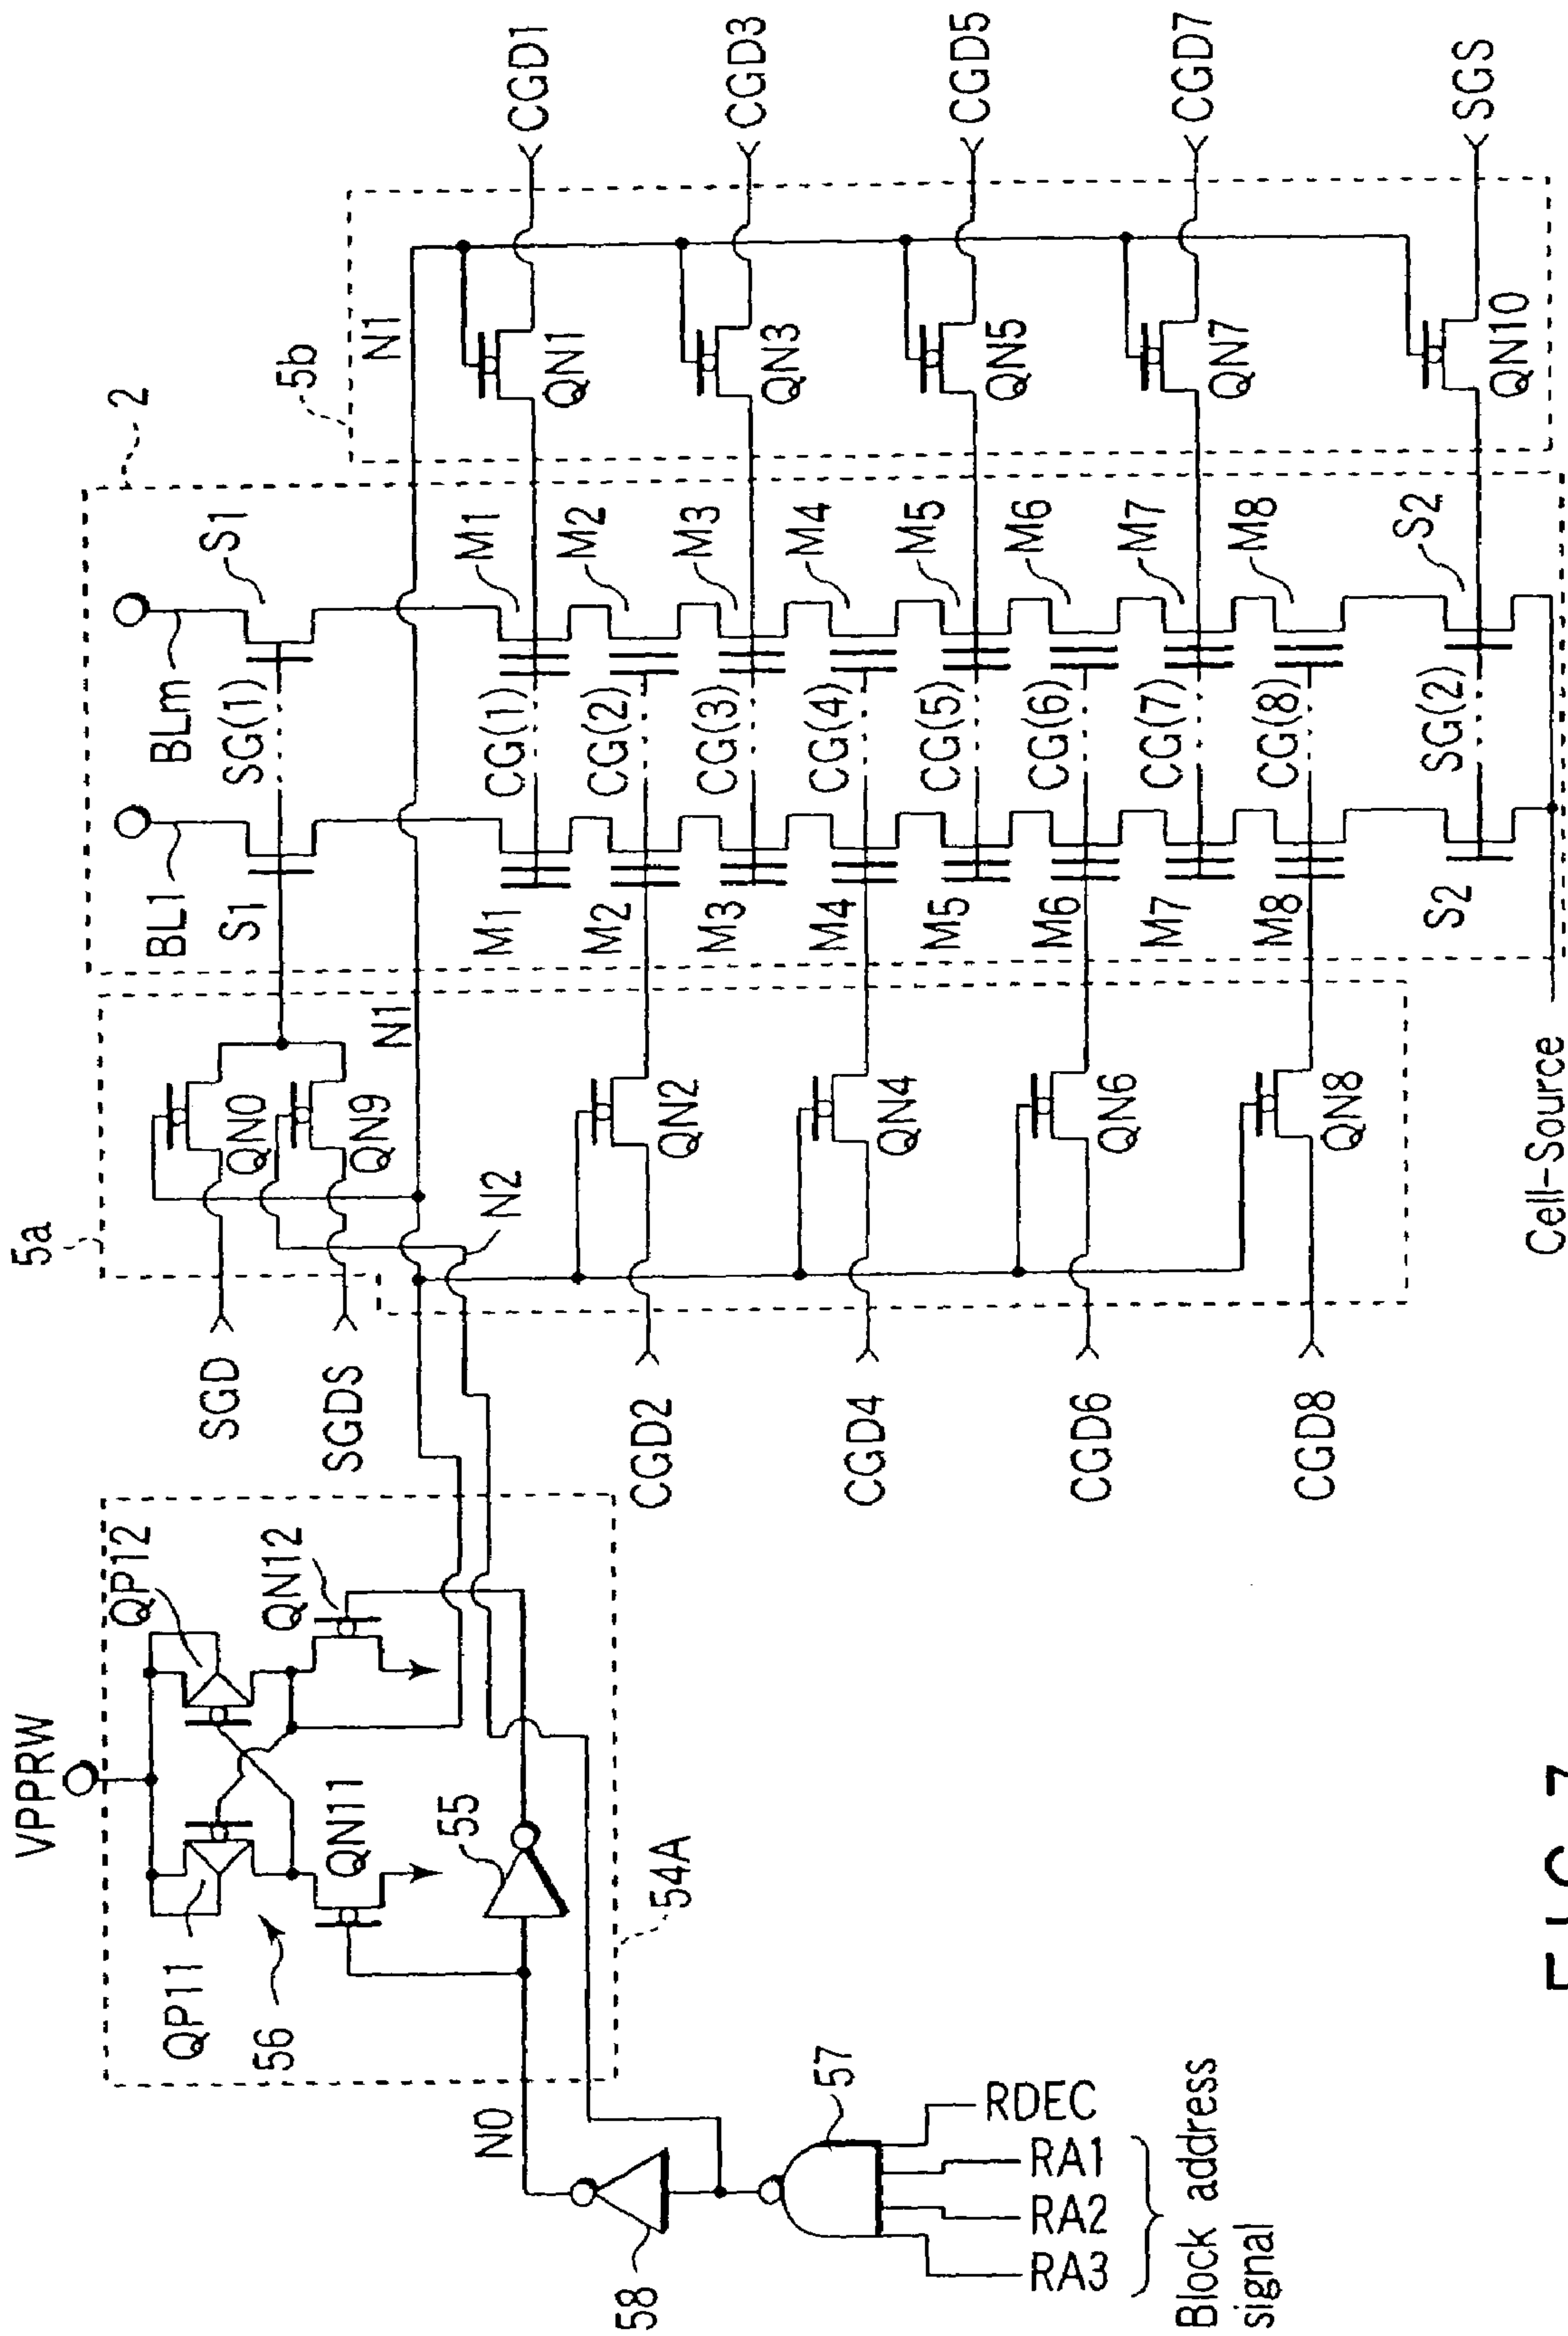 5a
SGD
SGDS
QN0
QN9
N1
N2
QN2
QN4
QN6
QN8
CGD2
CGD4
CGD6
CGD8
Cell-Source
2
BL1
BLm
S1
S1
SG(1)
M1
CG(1)
M1
M2
CG(2)
M2
M3
CG(3)
M3
M4
CG(4)
M4
M5
CG(5)
M5
M6
CG(6)
M6
M7
CG(7)
M7
M8
CG(8)
M8
S2
SG(2)
S2
5b
N1
QN1
QN3
QN5
QN7
QN10
CGD1
CGD3
CGD5
CGD7
SGS
VPPRW
QP11
QP12
QN11
QN12
56
55
54A
N0
58
57
RDEC
RA1
RA2
RA3
Block address
signal